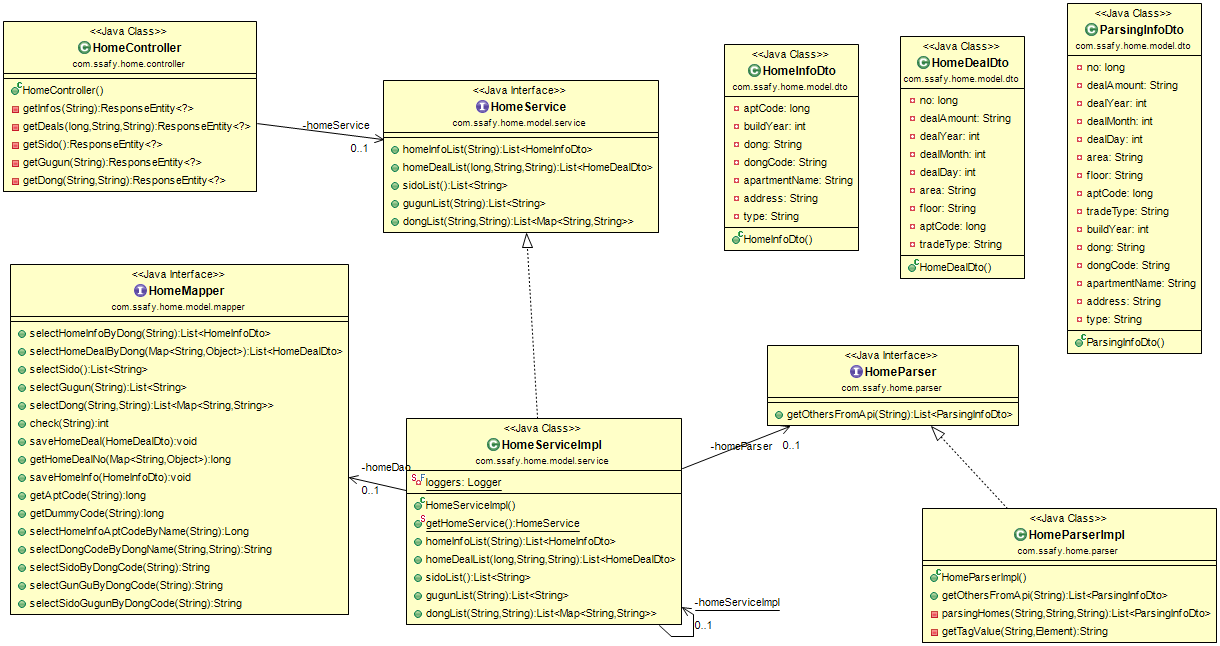 <<Java Class>>
HomeController
com.ssafy.home.controller
HomeController()
getInfos(String):ResponseEntity<?>
getDeals(long,String,String):ResponseEntity<?>
getSido():ResponseEntity<?>
getGugun(String):ResponseEntity<?>
getDong(String,String):ResponseEntity<?>
-homeService
0..1
<<Java Interface>>
HomeService
com.ssafy.home.model.service
homeInfoList(String):List<HomeInfoDto>
homeDealList(long,String,String):List<HomeDealDto>
sidoList():List<String>
gugunList(String):List<String>
dongList(String,String):List<Map<String,String>>
<<Java Class>>
HomeInfoDto
com.ssafy.home.model.dto
aptCode: long
buildYear: int
dong: String
dongCode: String
apartmentName: String
address: String
type: String
HomeInfoDto()
<<Java Class>>
HomeDealDto
com.ssafy.home.model.dto
no: long
dealAmount: String
dealYear: int
dealMonth: int
dealDay: int
area: String
floor: String
aptCode: long
tradeType: String
HomeDealDto()
<<Java Class>>
ParsingInfoDto
com.ssafy.home.model.dto
no: long
dealAmount: String
dealYear: int
dealMonth: int
dealDay: int
area: String
floor: String
aptCode: long
tradeType: String
buildYear: int
dong: String
dongCode: String
apartmentName: String
address: String
type: String
ParsingInfoDto()
<<Java Interface>>
HomeMapper
com.ssafy.home.model.mapper
selectHomeInfoByDong(String):List<HomeInfoDto>
selectHomeDealByDong(Map<String,Object>):List<HomeDealDto>
selectSido():List<String>
selectGugun(String):List<String>
selectDong(String,String):List<Map<String,String>>
check(String):int
saveHomeDeal(HomeDealDto):void
getHomeDealNo(Map<String,Object>):long
saveHomeInfo(HomeInfoDto):void
getAptCode(String):long
getDummyCode(String):long
selectHomeInfoAptCodeByName(String):Long
selectDongCodeByDongName(String,String):String
selectSidoByDongCode(String):String
selectGunGuByDongCode(String):String
selectSidoGugunByDongCode(String):String
-homeDao
0..1
<<Java Class>>
HomeServiceImpl
com.ssafy.home.model.service
loggers: Logger
HomeServiceImpl()
getHomeService():HomeService
homeInfoList(String):List<HomeInfoDto>
homeDealList(long,String,String):List<HomeDealDto>
sidoList():List<String>
gugunList(String):List<String>
dongList(String,String):List<Map<String,String>>
-homeServiceImpl
0..1
-homeParser
0..1
<<Java Interface>>
HomeParser
com.ssafy.home.parser
getOthersFromApi(String):List<ParsingInfoDto>
<<Java Class>>
HomeParserImpl
com.ssafy.home.parser
HomeParserImpl()
getOthersFromApi(String):List<ParsingInfoDto>
parsingHomes(String,String,String):List<ParsingInfoDto>
getTagValue(String,Element):String